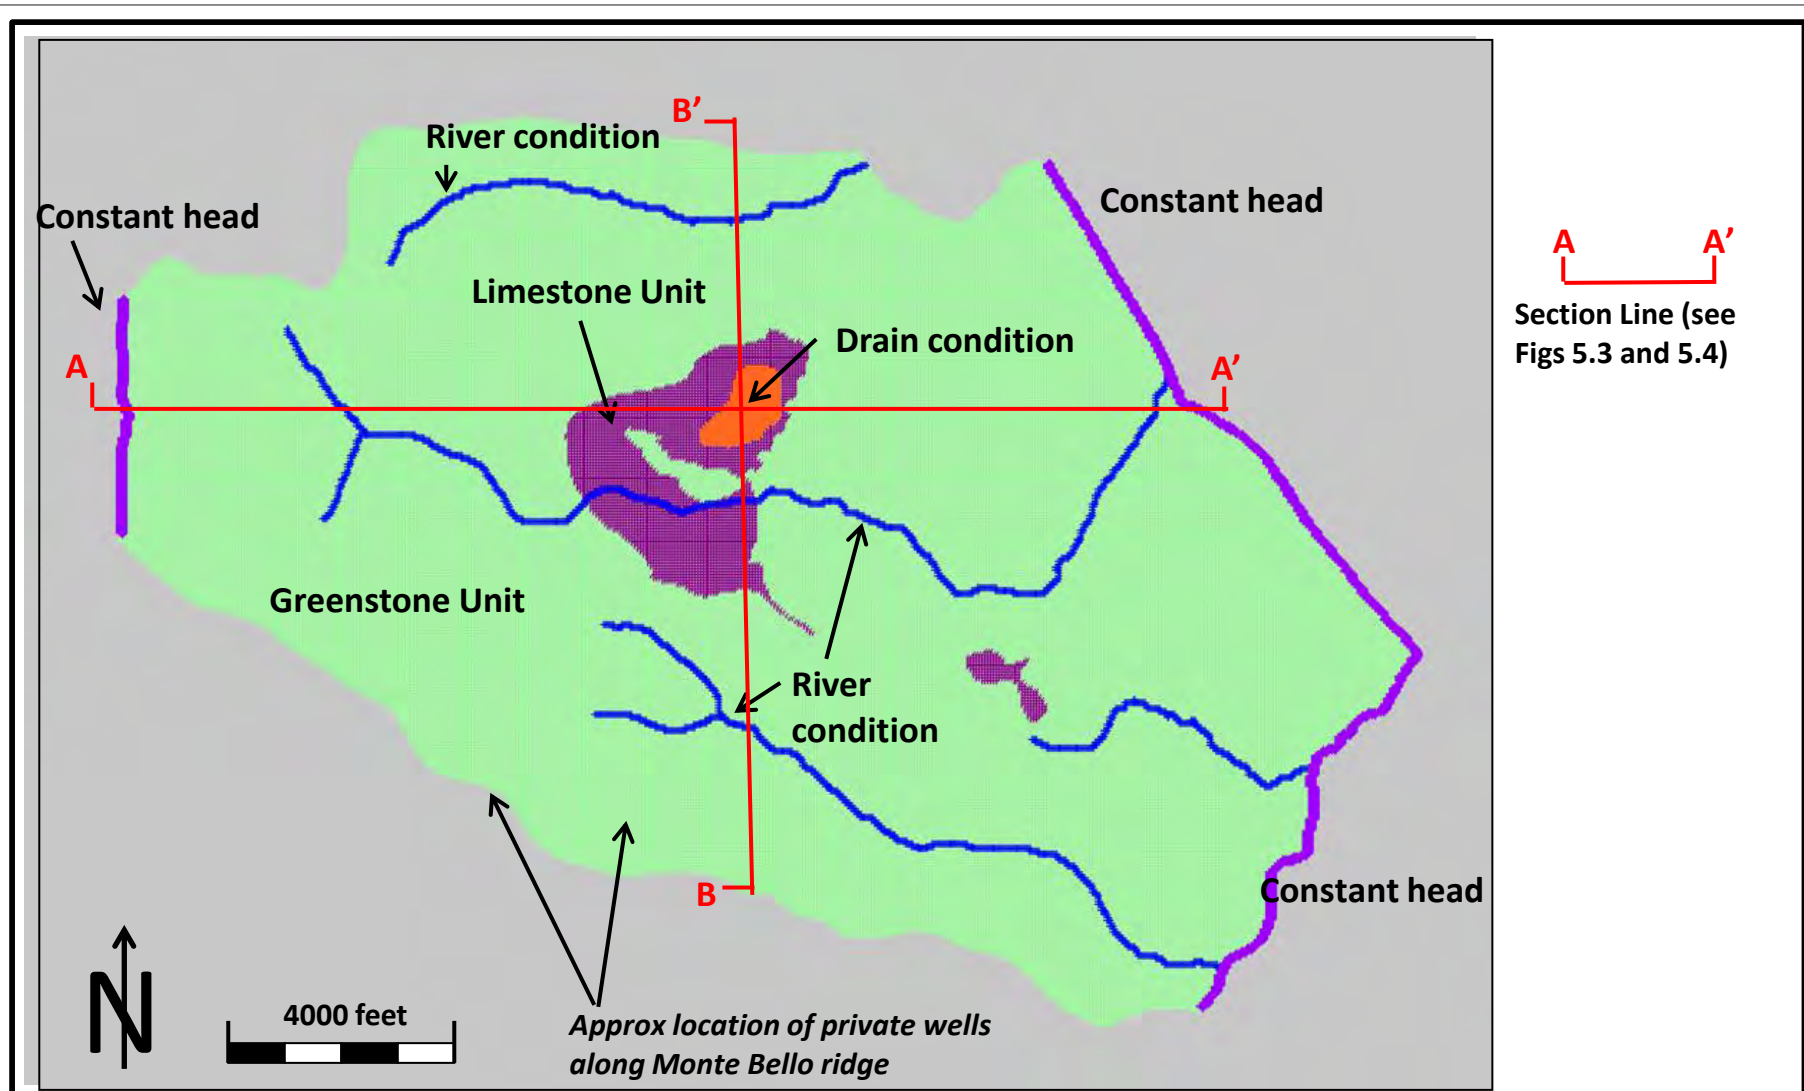 B’
River condition
Constant head
Constant head
Limestone Unit
A
A’
Section Line (see
Figs 5.3 and 5.4)
Drain condition
A
A’
Greenstone Unit
River
condition
B
Constant head
N
4000 feet
Approx location of private wells
along Monte Bello ridge